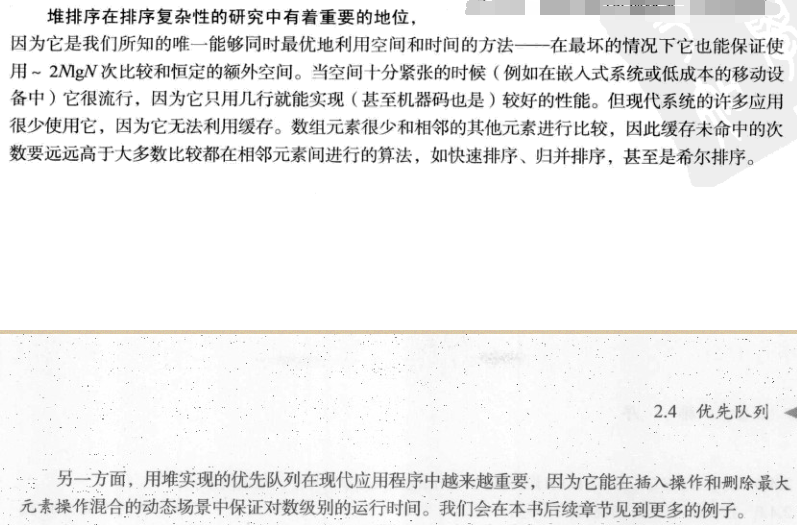 堆排序在排序复杂性的研究中有着重要的地位，
因为它是我们所知的唯一能够同时最优地利用空间和时间的方法——在最坏的情况下它也能保证使
用～2NlgN次比较和恒定的额外空间。当空间十分紧张的时候（例如在嵌入式系统或低成本的移动设
备中）它很流行，因为它只用几行就能实现（甚至机器码也是）较好的性能。但现代系统的许多应用
很少使用它，因为它无法利用缓存。数组元素很少和相邻的其他元素进行比较，因此缓存未命中的次
数要远远高于大多数比较都在相邻元素间进行的算法，如快速排序、归并排序，甚至是希尔排序。
2.4 优先队列
另一方面，用堆实现的优先队列在现代应用程序中越来越重要，因为它能在插入操作和删除最大
元素操作混合的动态场景中保证对数级别的运行时间。我们会在本书后续章节见到更多的例子。